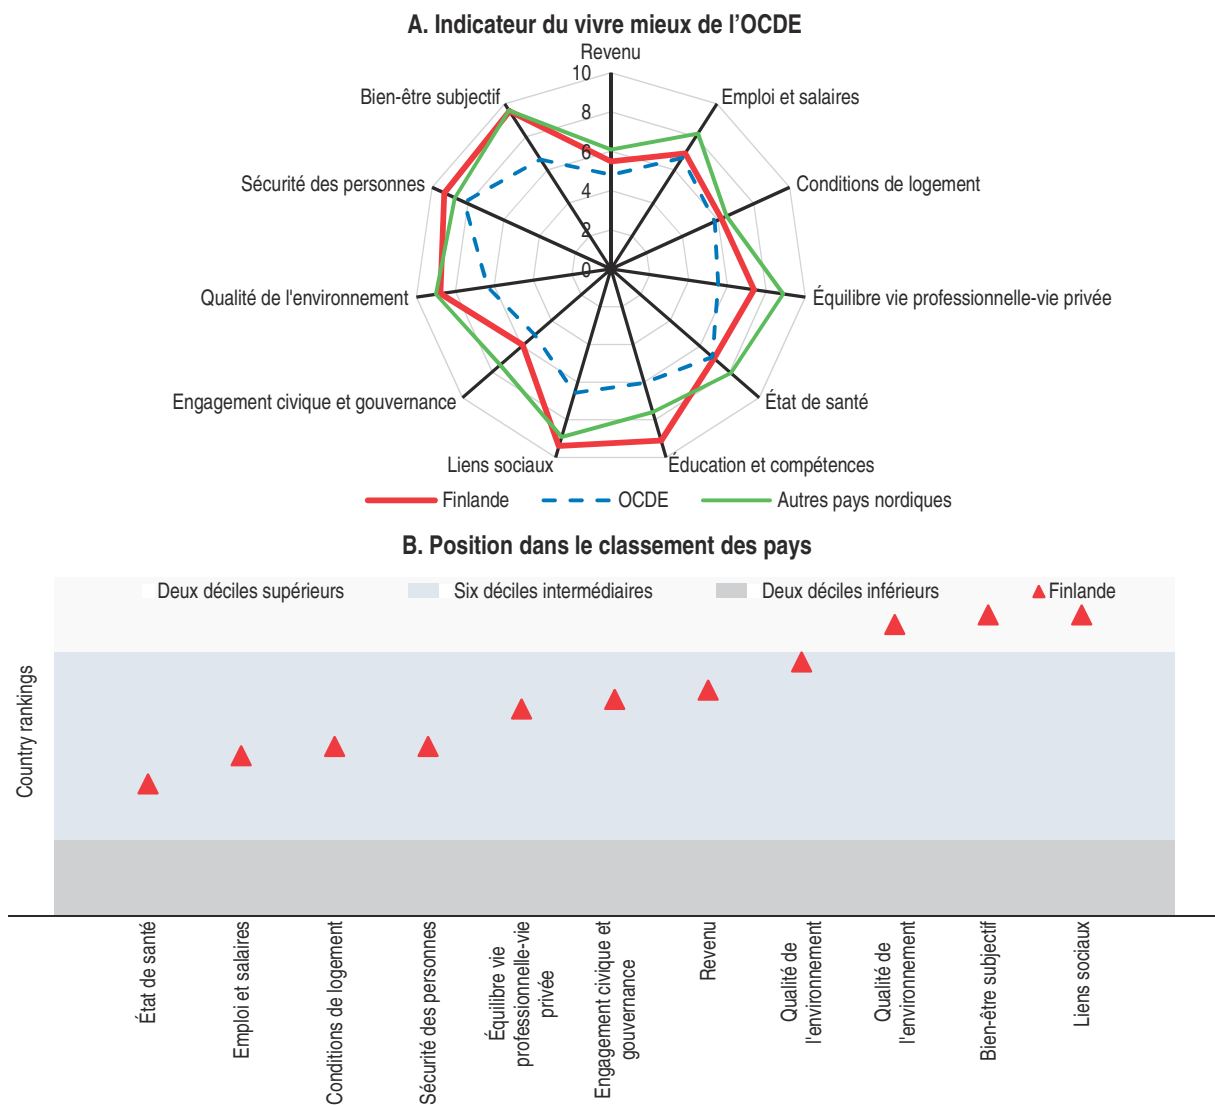 A. Indicateur du vivre mieux de l'OCDE
Revenu
10
8
6
4
2
0
Emploi et salaires
Conditions de logement
Équilibre vie professionnelle-vie privée
État de santé
Éducation et compétences
Liens sociaux
Engagement civique et gouvernance
Qualité de l'environnement
Sécurité des personnes
Bien-être subjectif
Finlande
OCDE
Autres pays nordiques
B. Position dans le classement des pays
Deux déciles supérieurs
Six déciles intermédiaires
Deux déciles inférieurs
Finlande
Country rankings
État de santé
Emploi et salaires
Conditions de logement
Sécurité des personnes
Équilibre vie
professionnelle-vie
privée
Engagement civique et
gouvernance
Revenu
Qualité de
l'environnement
Qualité de
l'environnement
Bien-être subjectif
Liens sociaux